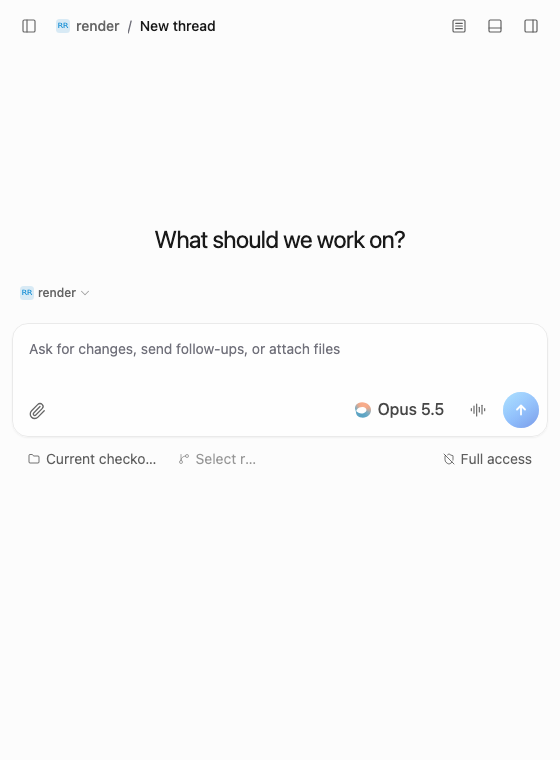 RR render / New thread
What should we work on?
RR render
Ask for changes, send follow-ups, or attach files
Opus 5.5
Current checko...
Select r...
Full access